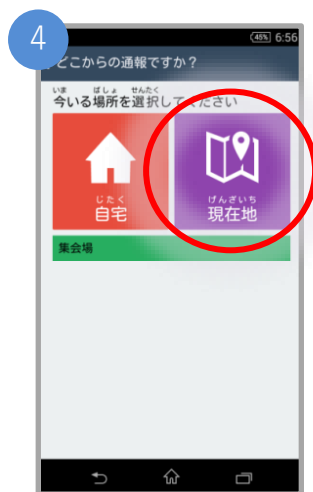 4
45% 6:56
どこからの通報ですか？
いま ばしょ せんたく
今いる場所を選択してください
じたく
自宅
げんざいち
現在地
集会場